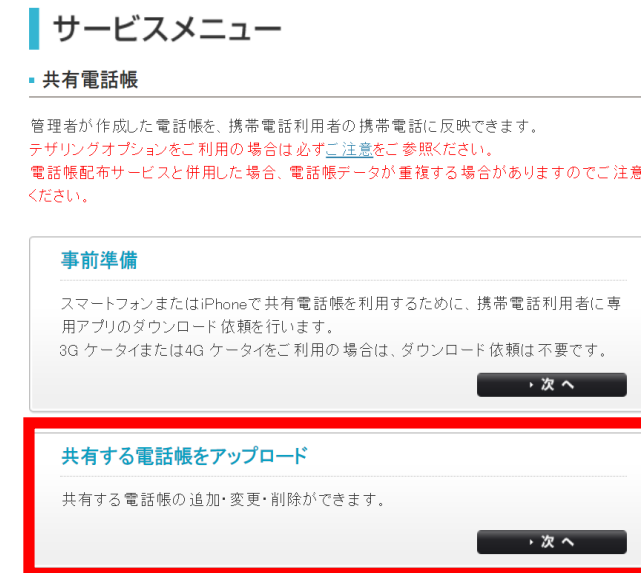 サービスメニュー
共有電話帳
管理者が作成した電話帳を、携帯電話利用者の携帯電話に反映できます。
テザリングオプションをご利用の場合は必ずご注意をご参照ください。
電話帳配布サービスと併用した場合、電話帳データが重複する場合がありますのでご注意
ください。
事前準備
スマートフォンまたはiPhoneで共有電話帳を利用するために、携帯電話利用者に専
用アプリのダウンロード依頼を行います。
3G ケータイまたは4G ケータイをご利用の場合は、ダウンロード依頼は不要です。
次へ
共有する電話帳をアップロード
共有する電話帳の追加・変更・削除ができます。
次へ